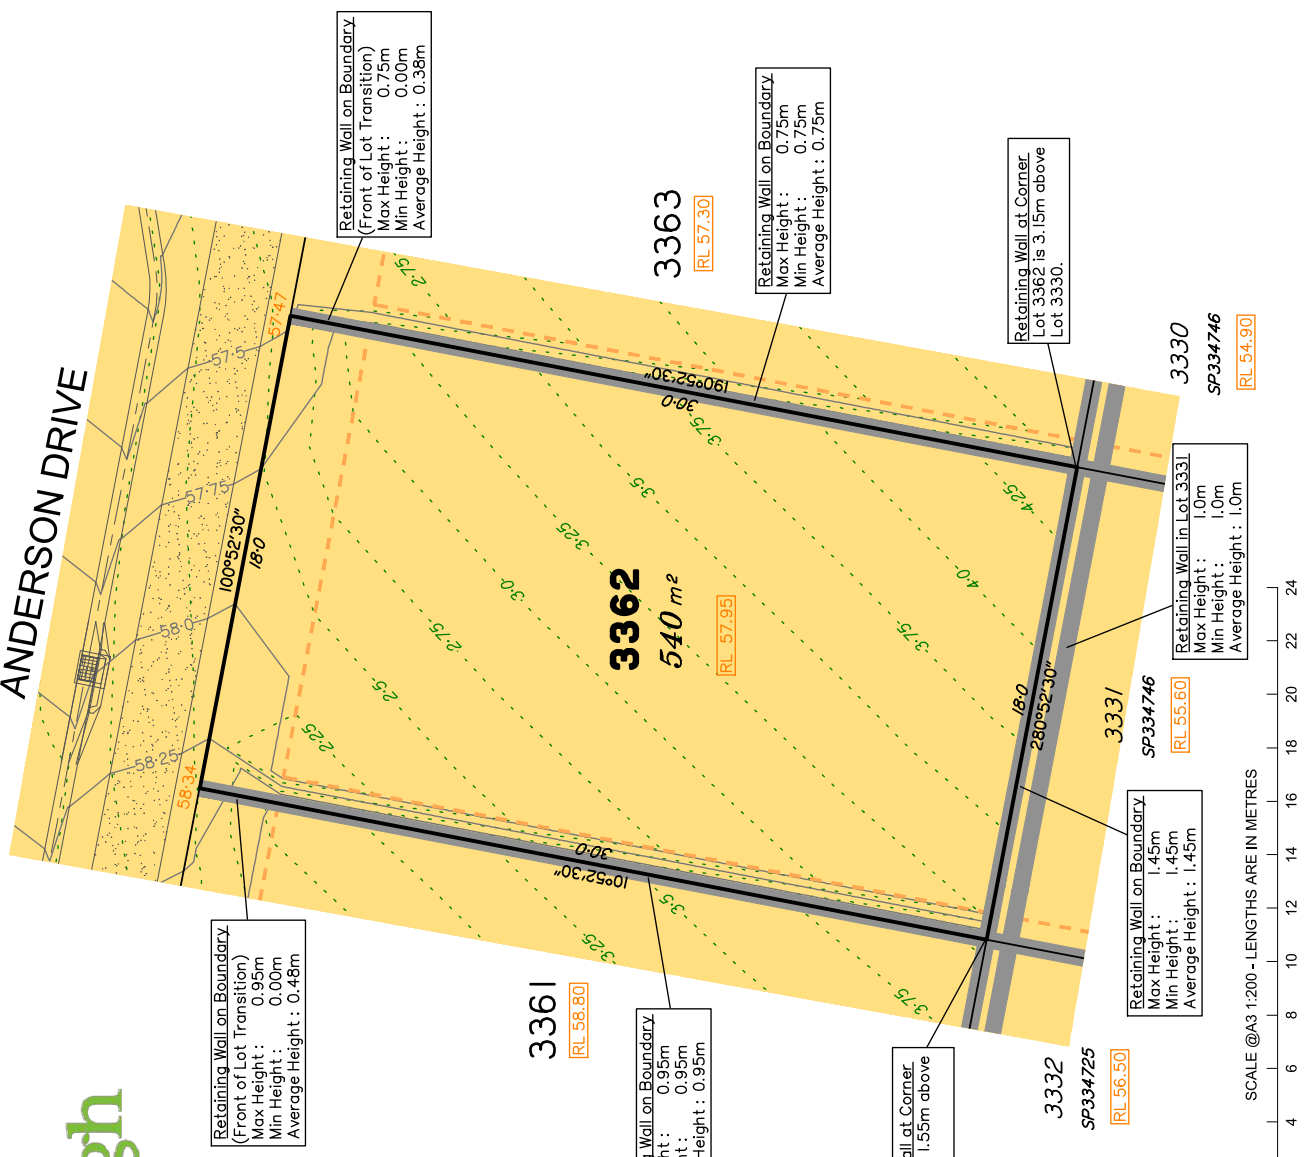 ANDERSON DRIVE
Retaining Wall on Boundary
(Front of Lot Transition)
Max Height : 0.75m
Min Height : 0.00m
Average Height : 0.38m
Retaining Wall on Boundary
Max Height : 0.75m
Min Height : 0.75m
Average Height : 0.75m
Retaining Wall at Corner
Lot 3362 is 3.15m above
Lot 3330.
3363
RL 57.30
3330
SP334746
RL 54.90
57·47
57·5
57·75
58·0
58·25
58·34
100°52'30"
18·0
190°52'30"
30·0
2·75
3·75
3·5
3·25
3·0
2·75
2·5
2·25
4·25
4·0
3·75
3362
540 m²
RL 57.95
18·0
280°52'30"
30·0
10°52'30"
3·5
3·25
3·75
Retaining Wall in Lot 3331
Max Height : 1.0m
Min Height : 1.0m
Average Height : 1.0m
3331
SP334746
RL 55.60
Retaining Wall on Boundary
Max Height : 1.45m
Min Height : 1.45m
Average Height : 1.45m
Retaining Wall on Boundary
(Front of Lot Transition)
Max Height : 0.95m
Min Height : 0.00m
Average Height : 0.48m
3361
RL 58.80
Wall on Boundary
ht : 0.95m
nt : 0.95m
Height : 0.95m
all at Corner
1.55m above
3332
SP334725
RL 56.50
gh
SCALE @A3 1:200 - LENGTHS ARE IN METRES
4 6 8 10 12 14 16 18 20 22 24